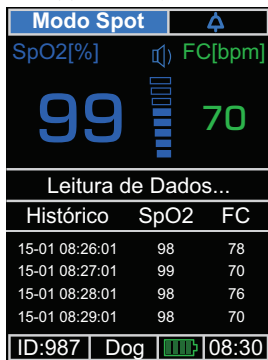 Modo Spot
SpO2[%] FC[bpm]
99 70
Leitura de Dados...
Histórico SpO2 FC
15-01 08:26:01 98 78
15-01 08:27:01 99 70
15-01 08:28:01 98 76
15-01 08:29:01 98 70
ID:987 Dog 08:30